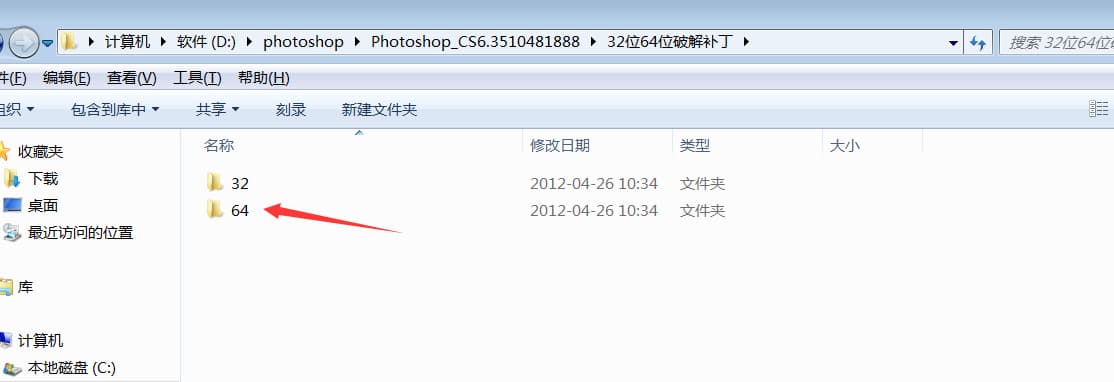 计算机 软件 (D:) photoshop Photoshop_CS6.3510481888 32位64位破解补丁 搜索 32位64位
件(F) 编辑(E) 查看(V) 工具(T) 帮助(H)
组织 包含到库中 共享 刻录 新建文件夹
名称 修改日期 类型 大小
收藏夹
下载
32 2012-04-26 10:34 文件夹
桌面
64 2012-04-26 10:34 文件夹
最近访问的位置
库
计算机
本地磁盘 (C:)